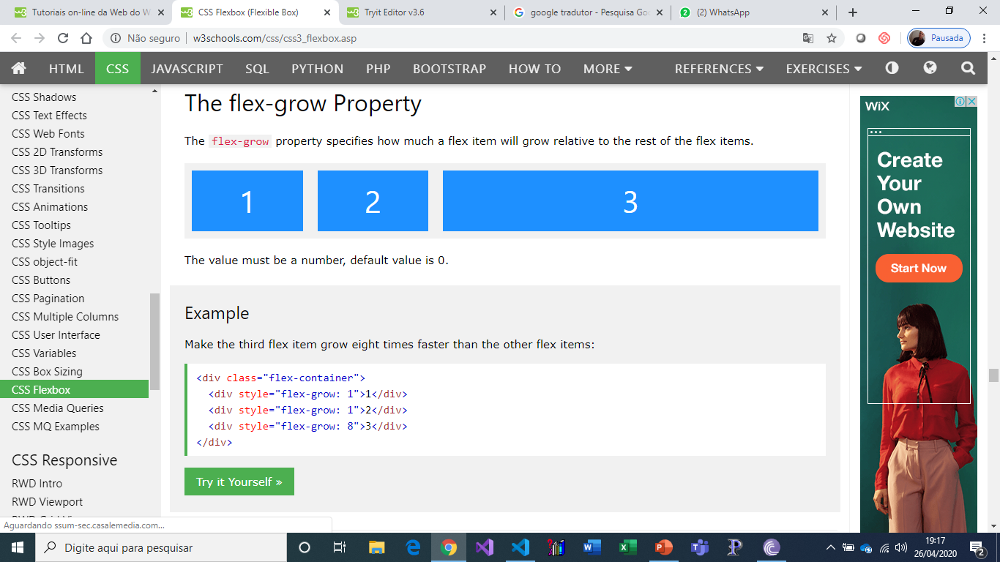 Tutoriais on-line da Web do W
CSS Flexbox (Flexible Box)
Tryit Editor v3.6
google tradutor - Pesquisa Go
(2) WhatsApp
Não seguro
w3schools.com/css/css3_flexbox.asp
Pausada
HTML
CSS
JAVASCRIPT
SQL
PYTHON
PHP
BOOTSTRAP
HOW TO
MORE
REFERENCES
EXERCISES
CSS Shadows
CSS Text Effects
CSS Web Fonts
CSS 2D Transforms
CSS 3D Transforms
CSS Transitions
CSS Animations
CSS Tooltips
CSS Style Images
CSS object-fit
CSS Buttons
CSS Pagination
CSS Multiple Columns
CSS User Interface
CSS Variables
CSS Box Sizing
CSS Flexbox
CSS Media Queries
CSS MQ Examples
CSS Responsive
RWD Intro
RWD Viewport
The flex-grow Property
The flex-grow property specifies how much a flex item will grow relative to the rest of the flex items.
1
2
3
The value must be a number, default value is 0.
Example
Make the third flex item grow eight times faster than the other flex items:
<div class="flex-container">
<div style="flex-grow: 1">1</div>
<div style="flex-grow: 1">2</div>
<div style="flex-grow: 8">3</div>
</div>
Try it Yourself »
WiX
Create
Your
Own
Website
Start Now
Aguardando ssum-sec.casalemedia.com...
Digite aqui para pesquisar
19:17
26/04/2020
2